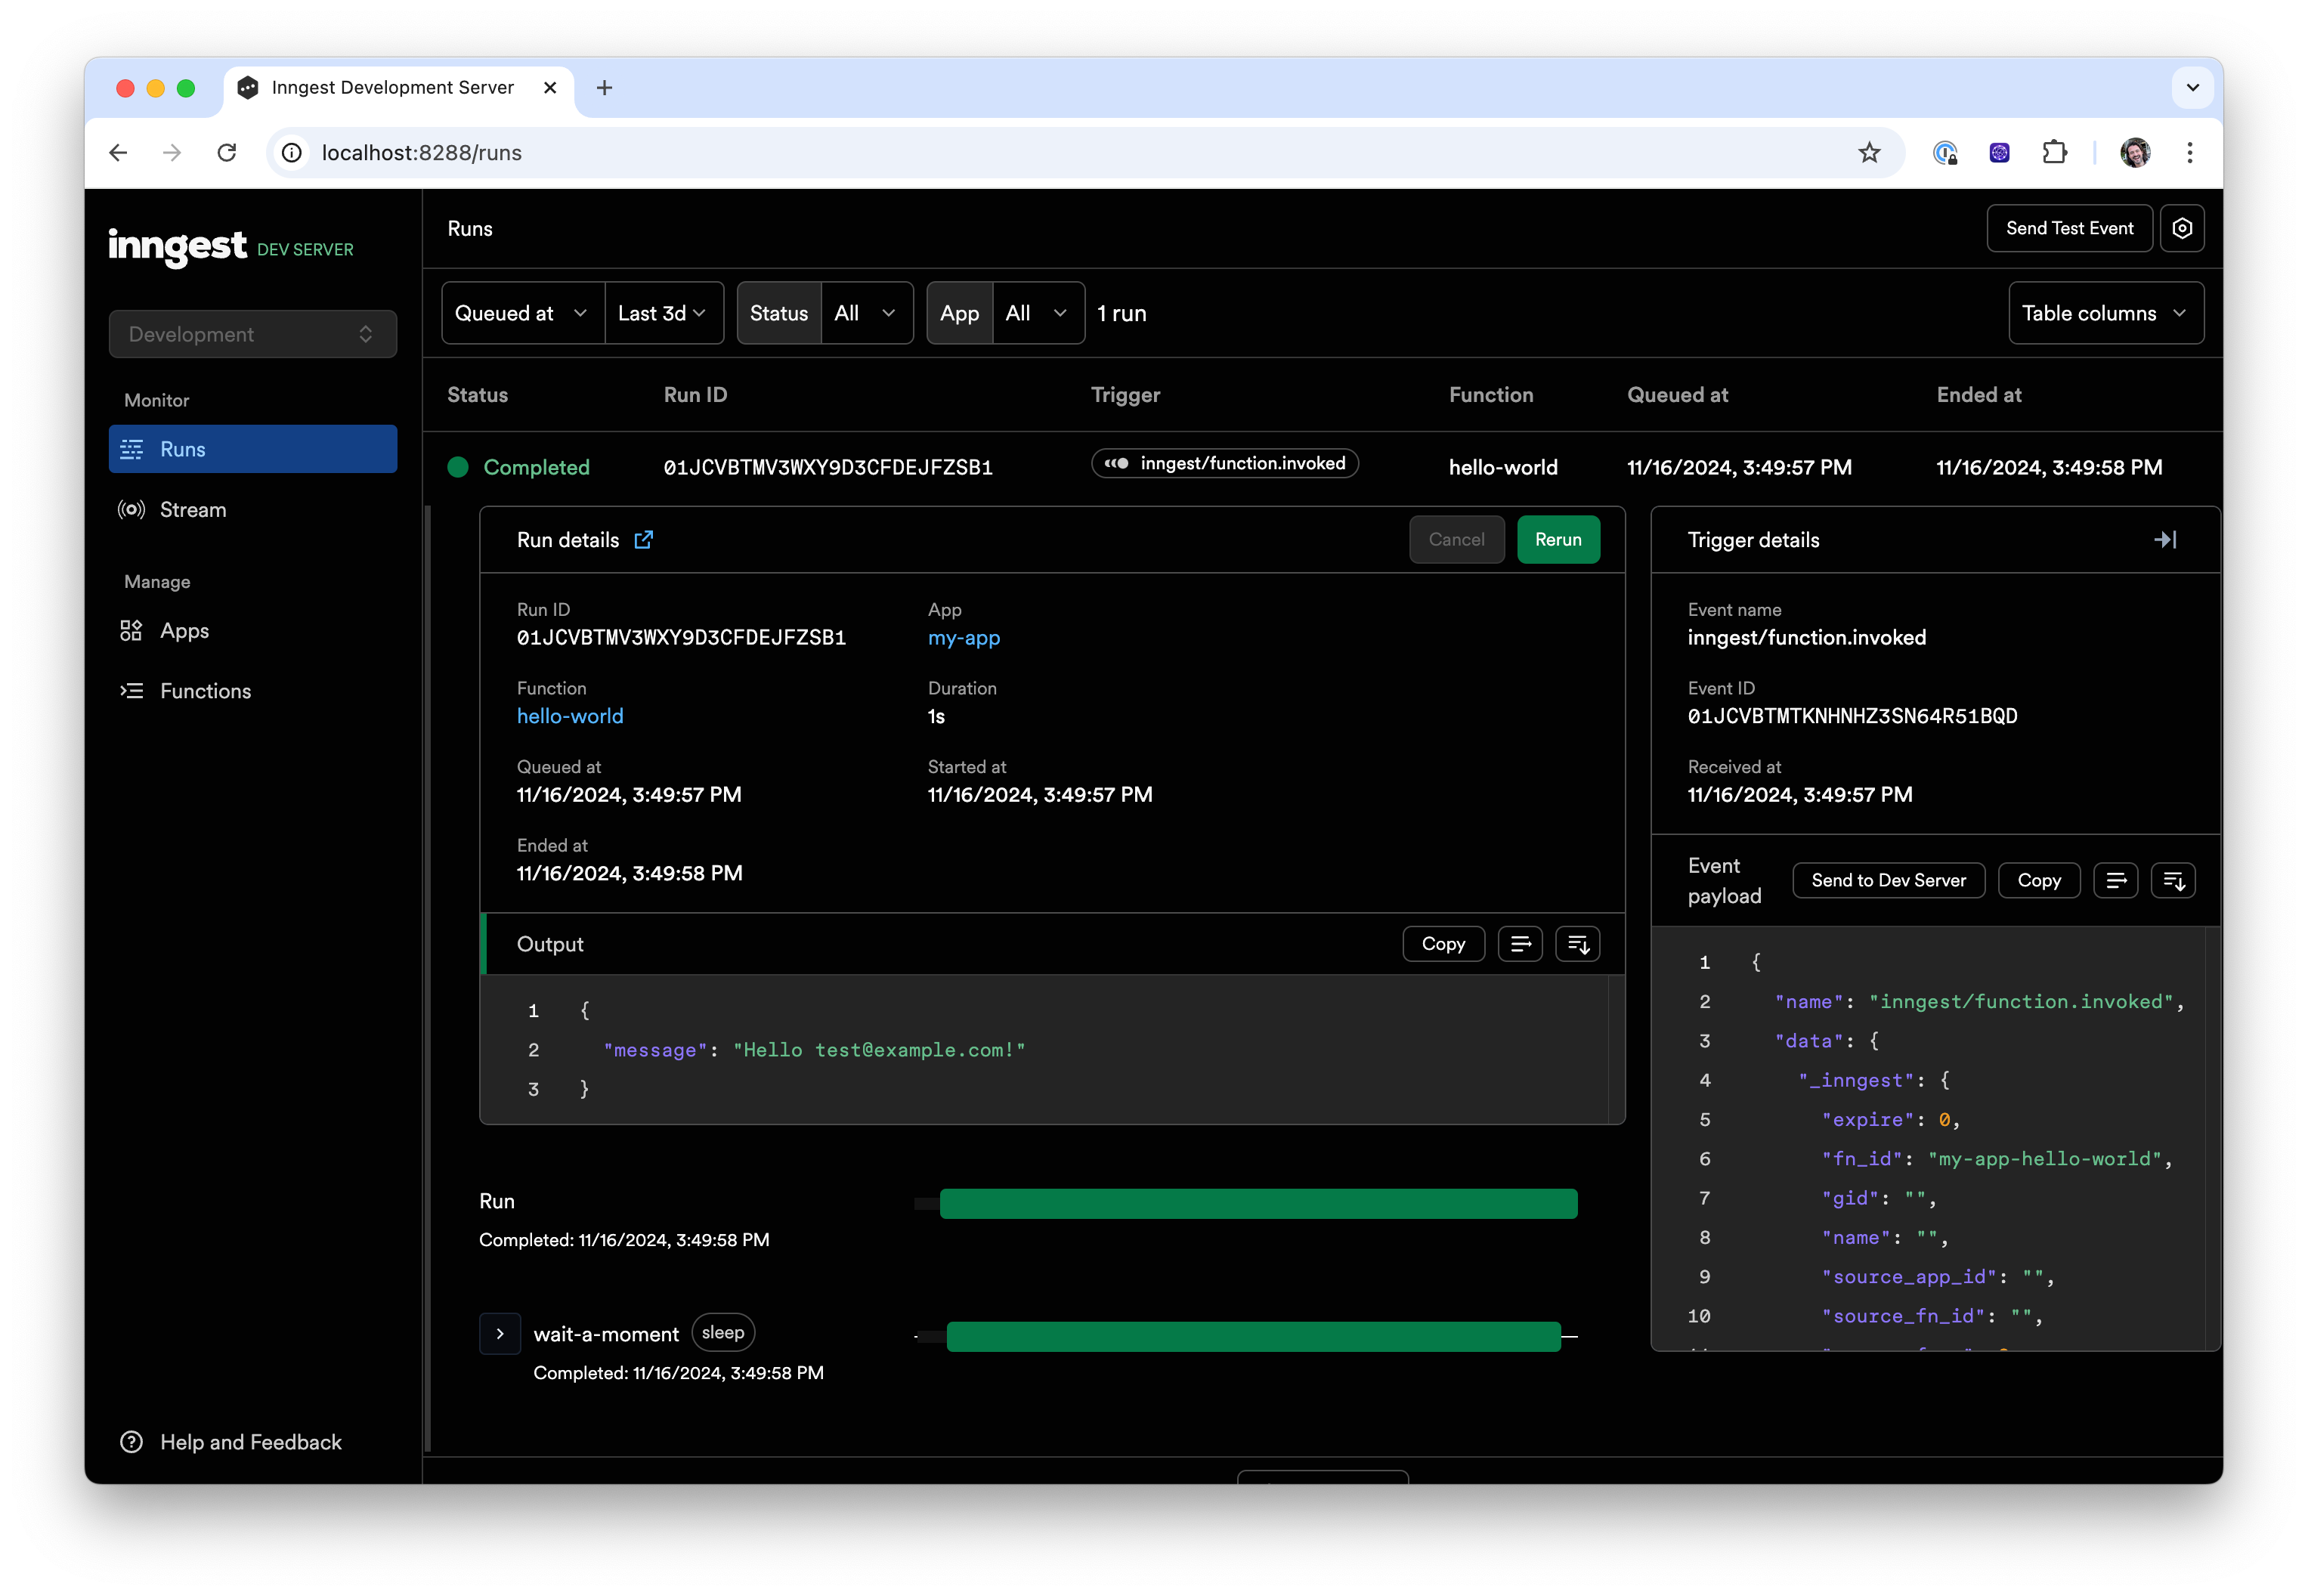 Inngest Development Server
localhost:8288/runs
inngest DEV SERVER
Development
Monitor
Runs
Stream
Manage
Apps
Functions
Help and Feedback
Runs
Send Test Event
Queued at Last 3d Status All App All 1 run
Table columns
Status Run ID Trigger Function Queued at Ended at
Completed 01JCVBTMV3WXY9D3CFDEJFZSB1 inngest/function.invoked hello-world 11/16/2024, 3:49:57 PM 11/16/2024, 3:49:58 PM
Run details
Cancel Rerun
Run ID App
01JCVBTMV3WXY9D3CFDEJFZSB1 my-app
Function Duration
hello-world 1s
Queued at Started at
11/16/2024, 3:49:57 PM 11/16/2024, 3:49:57 PM
Ended at
11/16/2024, 3:49:58 PM
Output Copy
1 {
2 "message": "Hello test@example.com!"
3 }
Run
Completed: 11/16/2024, 3:49:58 PM
wait-a-moment sleep
Completed: 11/16/2024, 3:49:58 PM
Trigger details
Event name
inngest/function.invoked
Event ID
01JCVBTMTKNHNHZ3SN64R51BQD
Received at
11/16/2024, 3:49:57 PM
Event
payload
Send to Dev Server Copy
1 {
2 "name": "inngest/function.invoked",
3 "data": {
4 "_inngest": {
5 "expire": 0,
6 "fn_id": "my-app-hello-world",
7 "gid": "",
8 "name": "",
9 "source_app_id": "",
10 "source_fn_id": "",